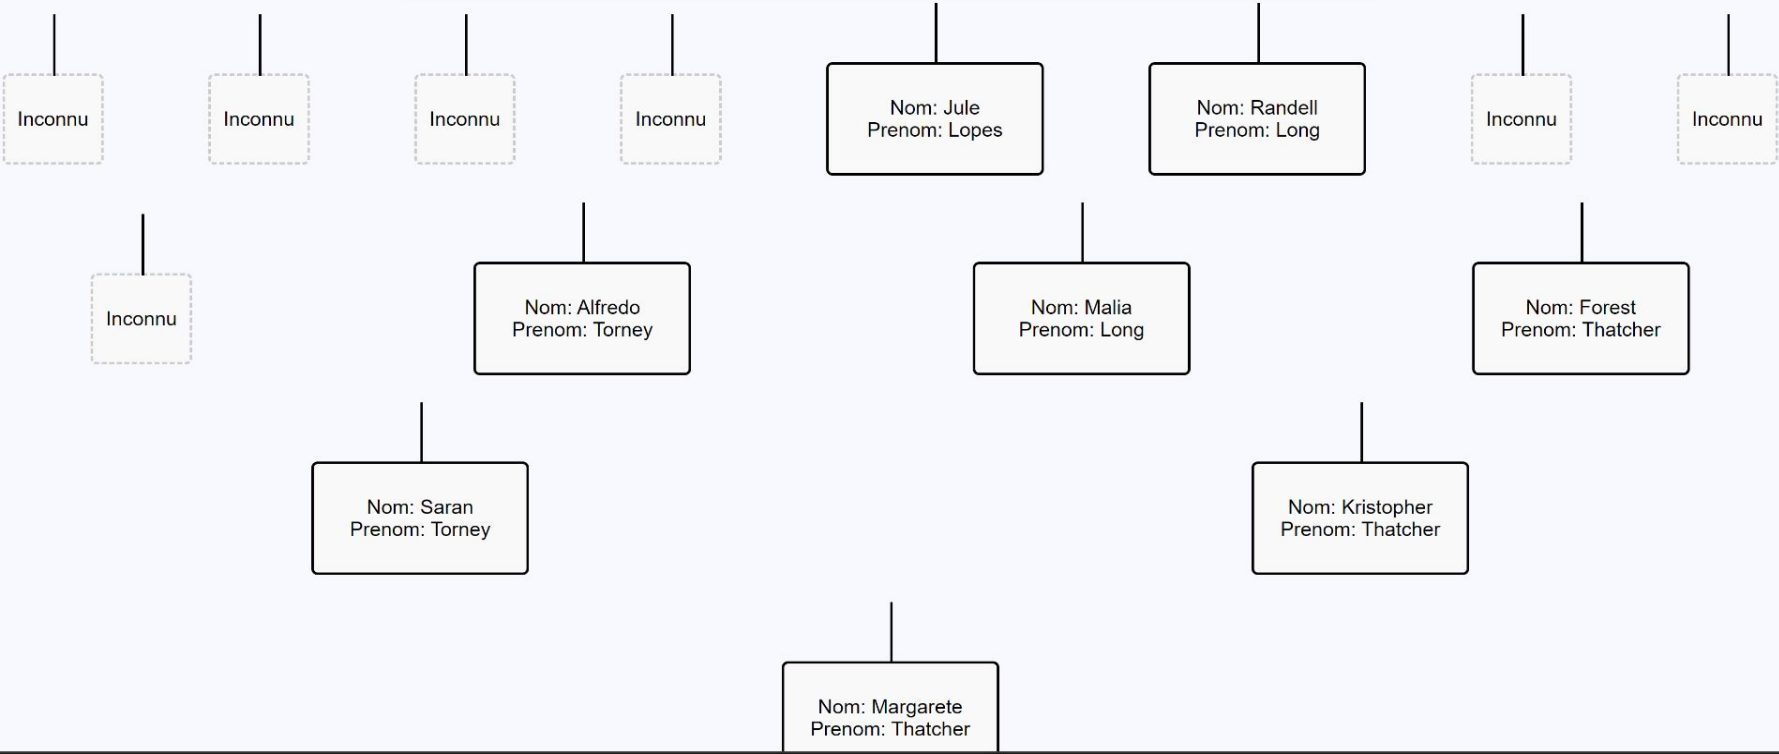 Inconnu
Inconnu
Inconnu
Inconnu
Nom: Jule
Prenom: Lopes
Nom: Randell
Prenom: Long
Inconnu
Inconnu
Inconnu
Nom: Alfredo
Prenom: Torney
Nom: Malia
Prenom: Long
Nom: Forest
Prenom: Thatcher
Nom: Saran
Prenom: Torney
Nom: Kristopher
Prenom: Thatcher
Nom: Margarete
Prenom: Thatcher